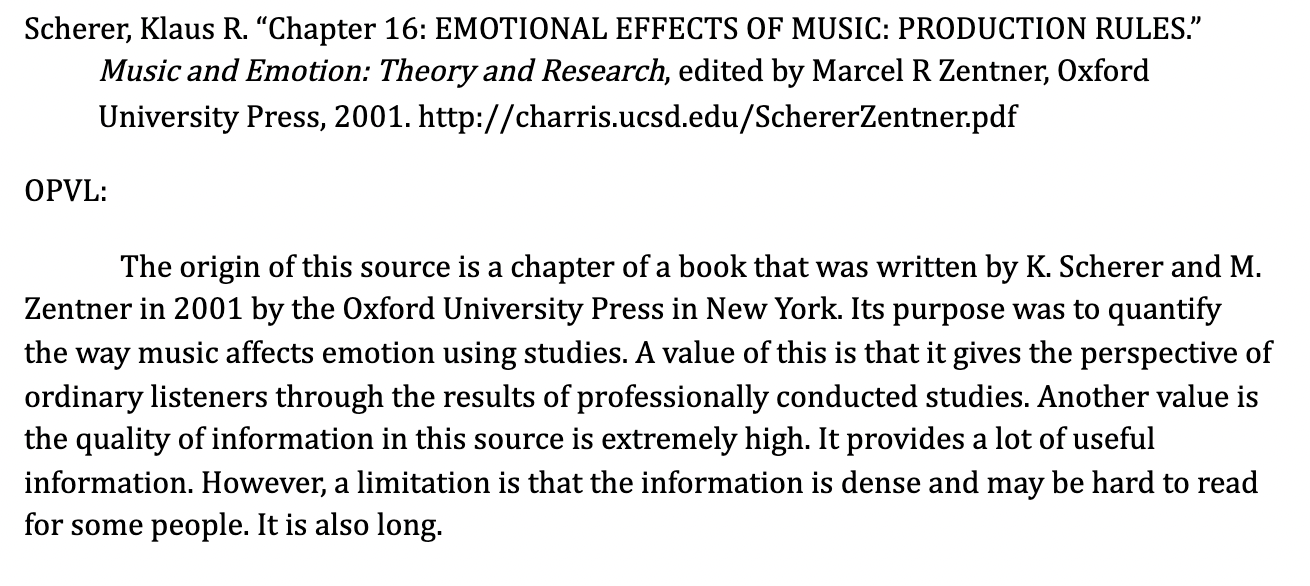 Scherer, Klaus R. “Chapter 16: EMOTIONAL EFFECTS OF MUSIC: PRODUCTION RULES.”
Music and Emotion: Theory and Research, edited by Marcel R Zentner, Oxford
University Press, 2001. http://charris.ucsd.edu/SchererZentner.pdf
OPVL:
The origin of this source is a chapter of a book that was written by K. Scherer and M.
Zentner in 2001 by the Oxford University Press in New York. Its purpose was to quantify
the way music affects emotion using studies. A value of this is that it gives the perspective of
ordinary listeners through the results of professionally conducted studies. Another value is
the quality of information in this source is extremely high. It provides a lot of useful
information. However, a limitation is that the information is dense and may be hard to read
for some people. It is also long.